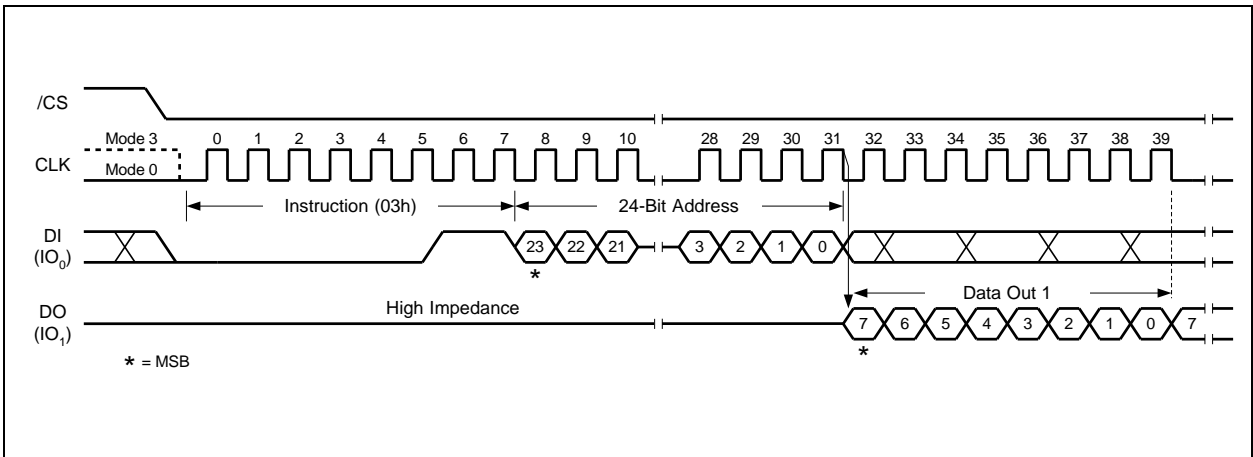 /CS
Mode 3 0 1 2 3 4 5 6 7 8 9 10 28 29 30 31 32 33 34 35 36 37 38 39
CLK
Mode 0
Instruction (03h) 24-Bit Address
DI
(IO₀)
23 22 21 3 2 1 0
*
Data Out 1
High Impedance
DO
(IO₁)
7 6 5 4 3 2 1 0 7
*
* = MSB